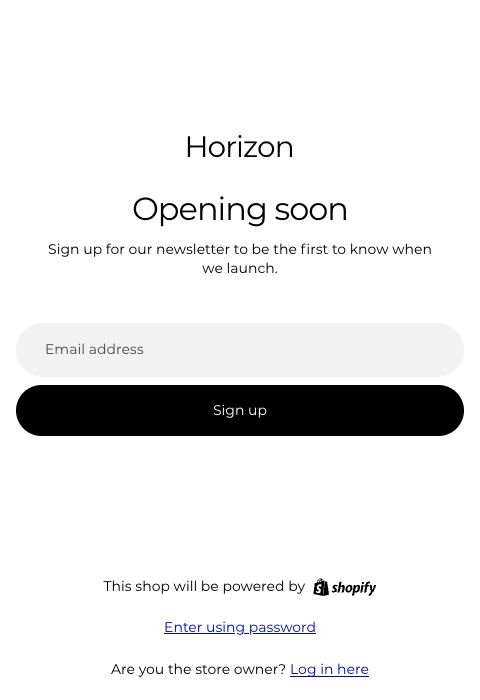 Horizon
Opening soon
Sign up for our newsletter to be the first to know when
we launch.
Email address
Sign up
This shop will be powered by shopify
Enter using password
Are you the store owner? Log in here